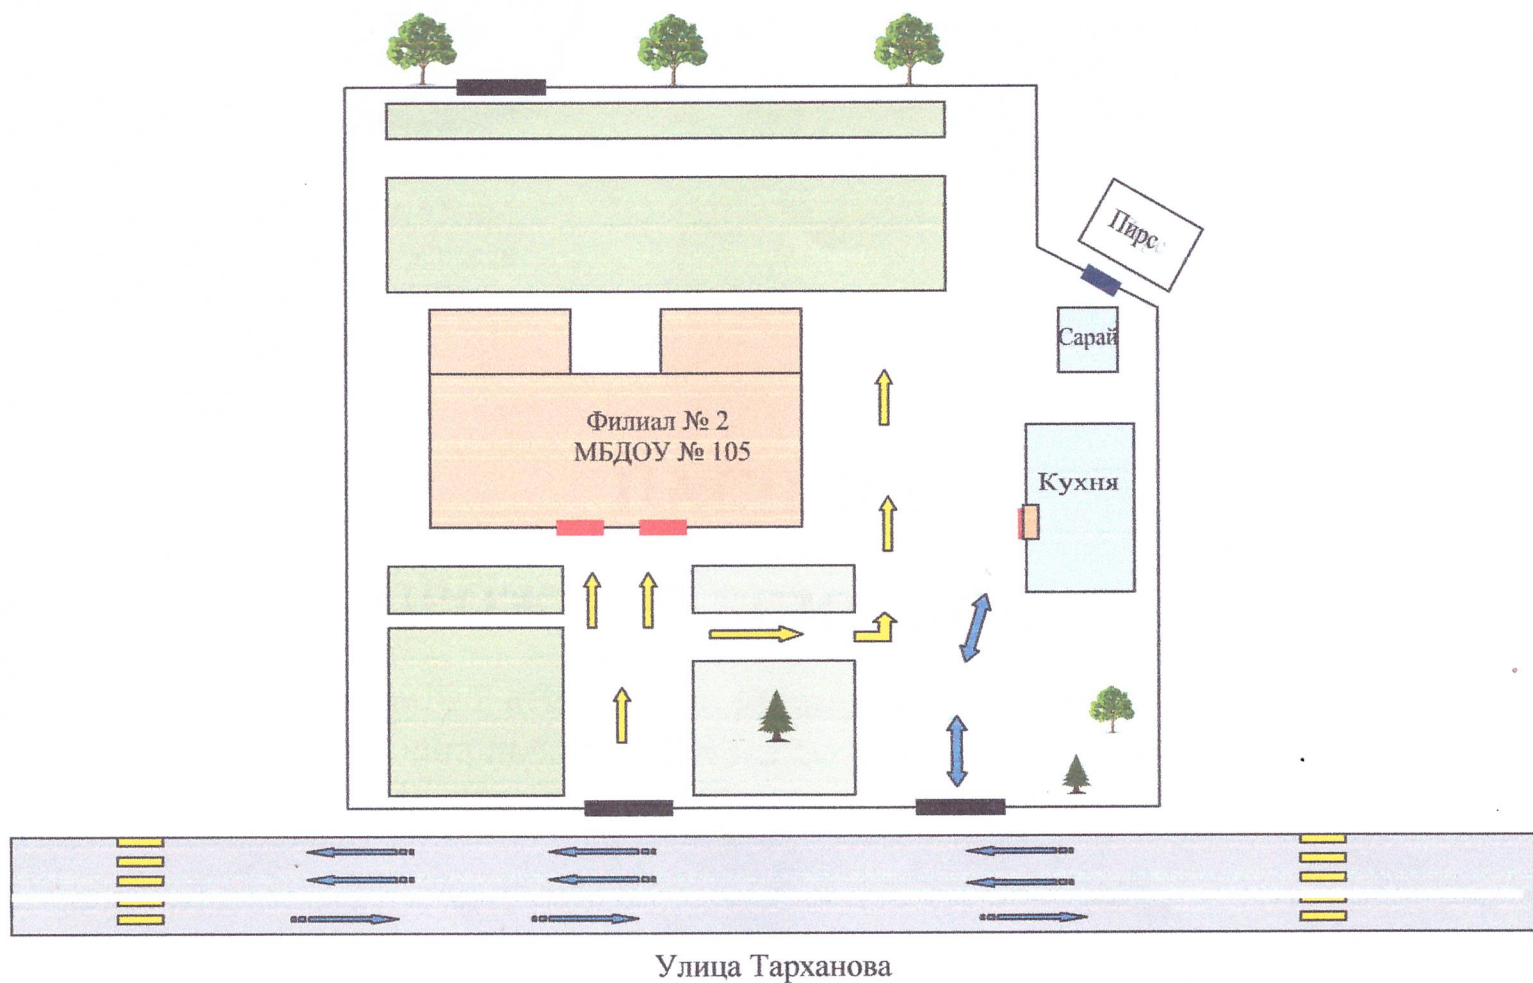 Пирс
Сарай
Филиал № 2
МБДОУ № 105
Кухня
Улица Тарханова